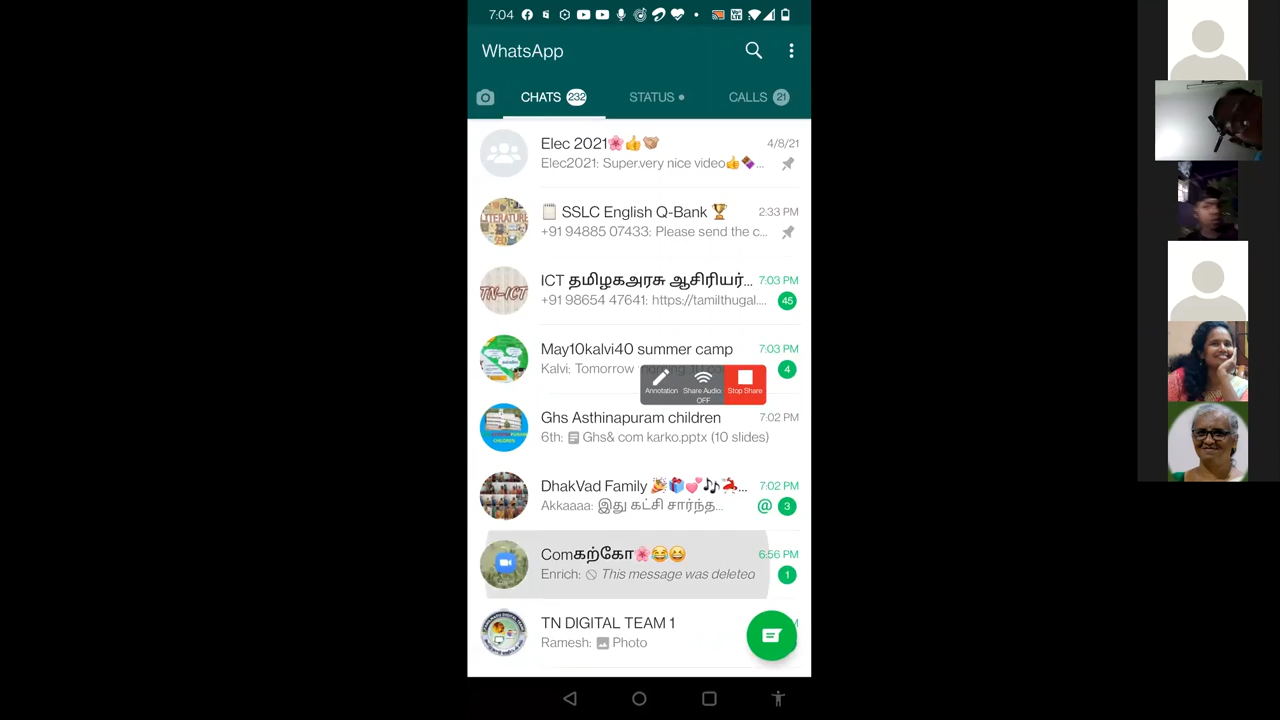 7:04
WhatsApp
CHATS 232
STATUS
CALLS 21
Elec 2021🌸👍🤝 4/8/21
Elec2021: Super.very nice video👍🍫...
🗒️ SSLC English Q-Bank 🏆 2:33 PM
+91 94885 07433: Please send the c...
ICT தமிழகஅரசு ஆசிரியர்... 7:03 PM
+91 98654 47641: https://tamilthugal.... 45
May10kalvi40 summer camp 7:03 PM
Kalvi: Tomorrow 4
Annotation
Share Audio: OFF
Stop Share
Ghs Asthinapuram children 7:02 PM
6th: Ghs& com karko.pptx (10 slides)
DhakVad Family 🎉🎁💕🎶💃... 7:02 PM
Akkaaaa: இது கட்சி சார்ந்த... @ 3
Comகற்கோ🌸😂😄 6:56 PM
Enrich: This message was deleted 1
TN DIGITAL TEAM 1
Ramesh: Photo
LITERATURE
TN-ICT